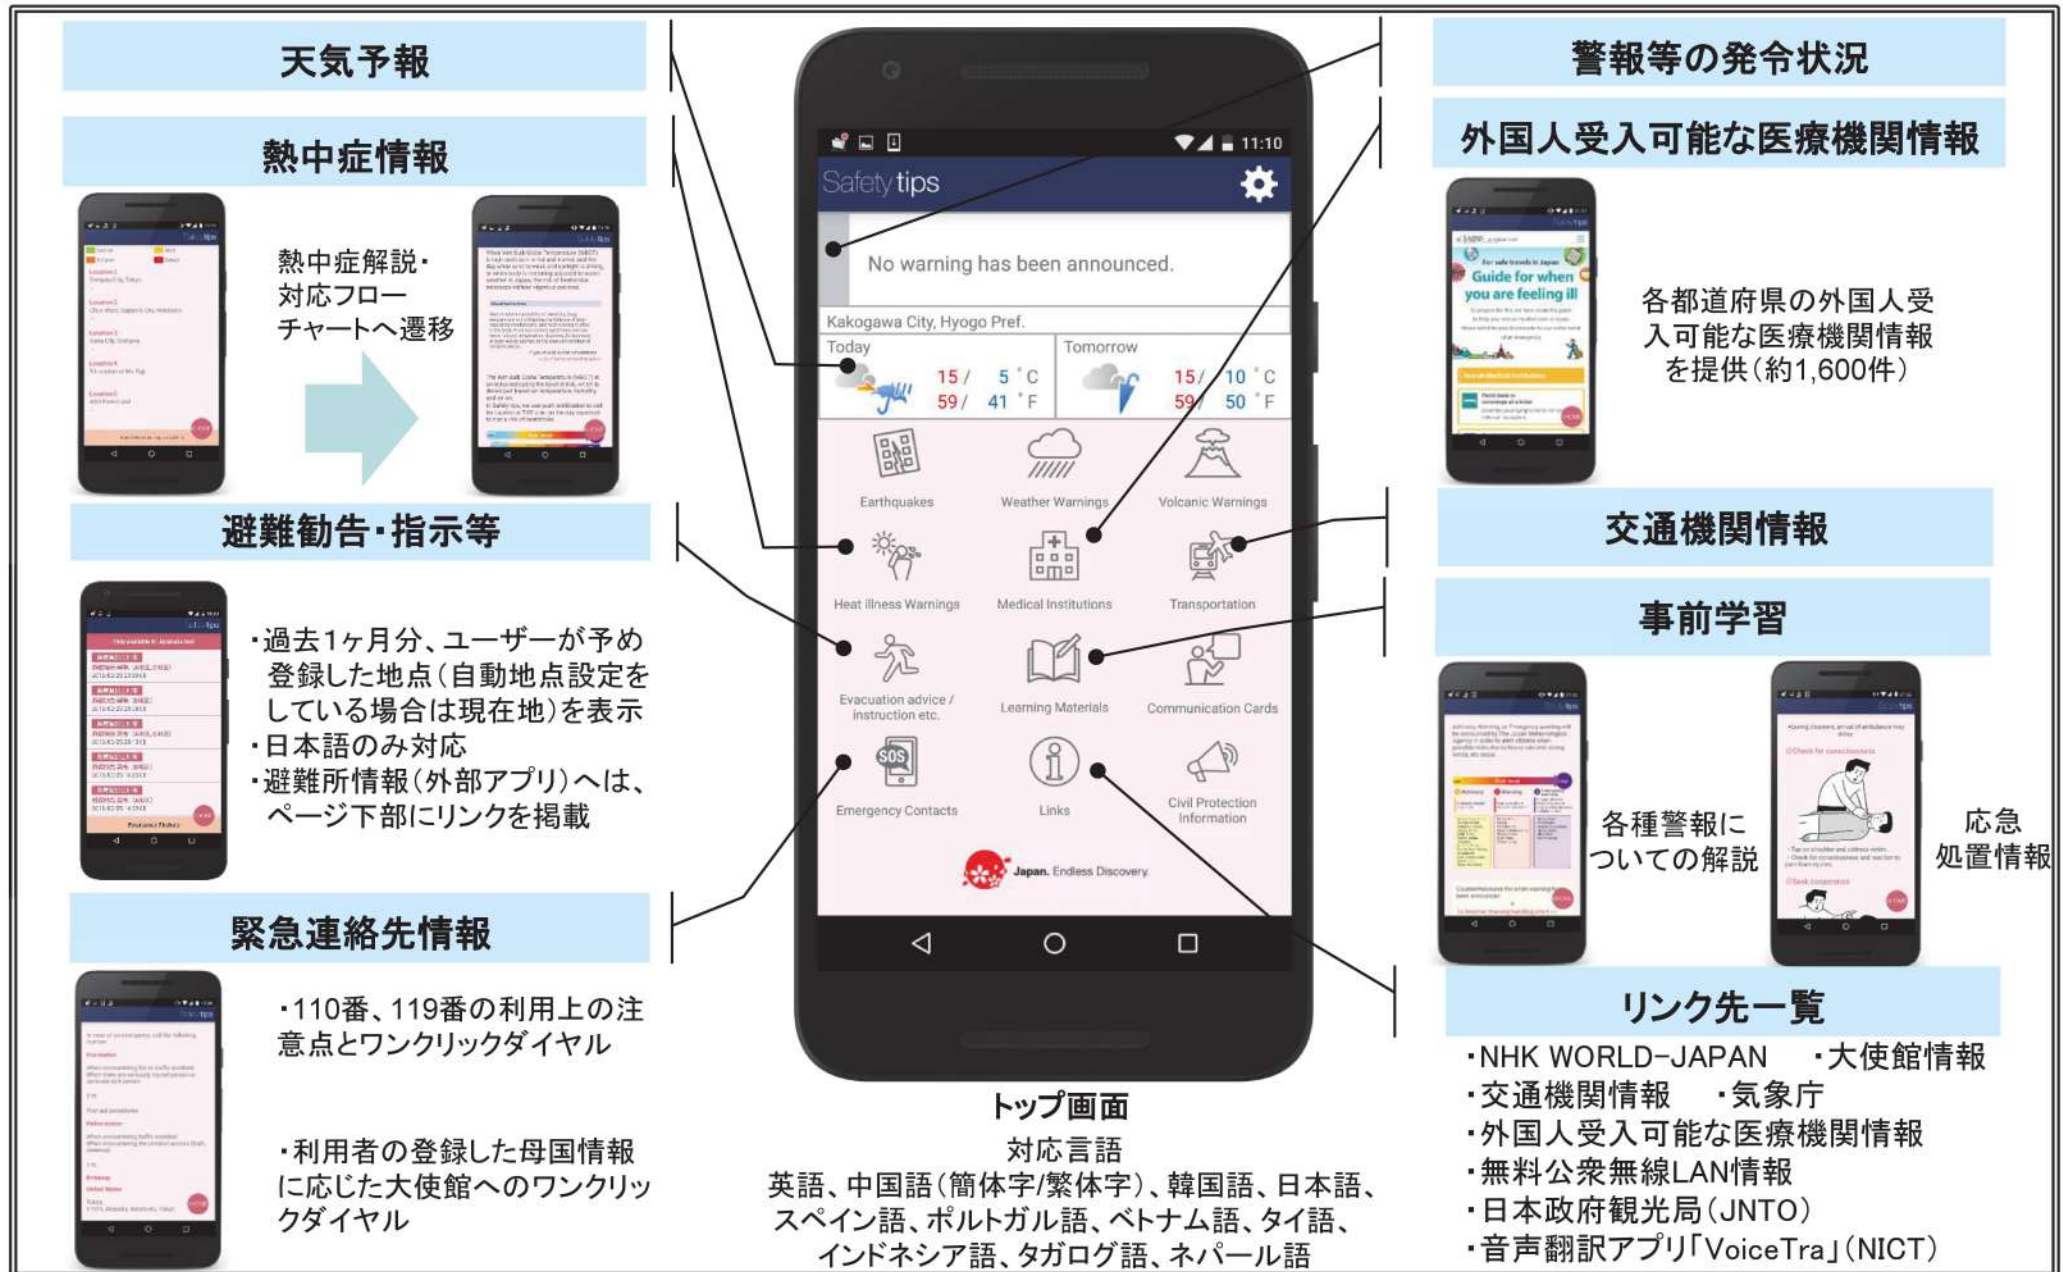 天気予報
熱中症情報
熱中症解説・
対応フロー
チャートへ遷移
避難勧告・指示等
・過去1ヶ月分、ユーザーが予め
登録した地点（自動地点設定を
している場合は現在地）を表示
・日本語のみ対応
・避難所情報（外部アプリ）へは、
ページ下部にリンクを掲載
緊急連絡先情報
・110番、119番の利用上の注
意点とワンクリックダイヤル
・利用者の登録した母国情報
に応じた大使館へのワンクリッ
クダイヤル
11:10
Safety tips
No warning has been announced.
Kakogawa City, Hyogo Pref.
Today
15 / 5 °C
59 / 41 °F
Tomorrow
15 / 10 °C
59 / 50 °F
Earthquakes
Weather Warnings
Volcanic Warnings
Heat illness Warnings
Medical Institutions
Transportation
Evacuation advice /
instruction etc.
Learning Materials
Communication Cards
SOS
Emergency Contacts
Links
Civil Protection
Information
Japan. Endless Discovery.
トップ画面
対応言語
英語、中国語（簡体字/繁体字）、韓国語、日本語、
スペイン語、ポルトガル語、ベトナム語、タイ語、
インドネシア語、タガログ語、ネパール語
警報等の発令状況
外国人受入可能な医療機関情報
For safe travels in Japan
Guide for when
you are feeling ill
各都道府県の外国人受
入可能な医療機関情報
を提供（約1,600件）
交通機関情報
事前学習
各種警報に
ついての解説
応急
処置情報
リンク先一覧
・NHK WORLD-JAPAN ・大使館情報
・交通機関情報 ・気象庁
・外国人受入可能な医療機関情報
・無料公衆無線LAN情報
・日本政府観光局（JNTO）
・音声翻訳アプリ「VoiceTra」（NICT）